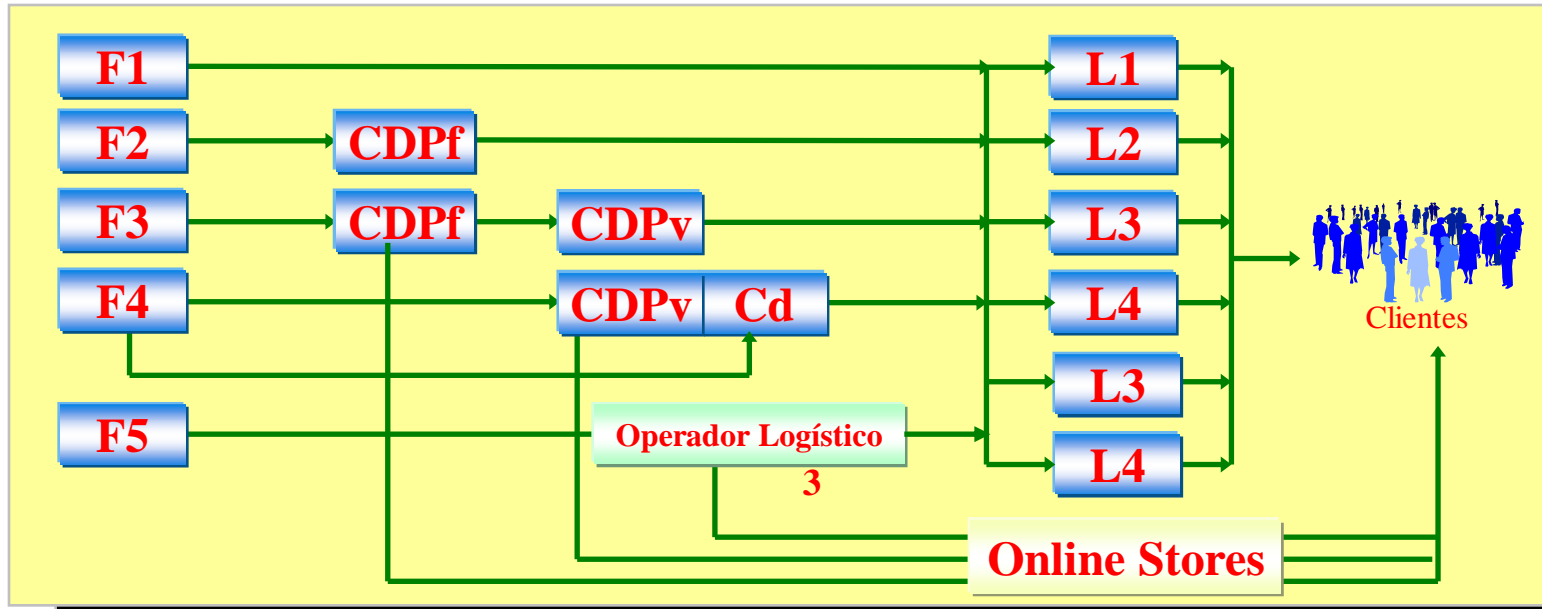 F1
L1
F2
CDPf
L2
F3
CDPf
CDPv
L3
F4
CDPv
Cd
L4
Clientes
L3
F5
Operador Logístico
3
L4
Online Stores